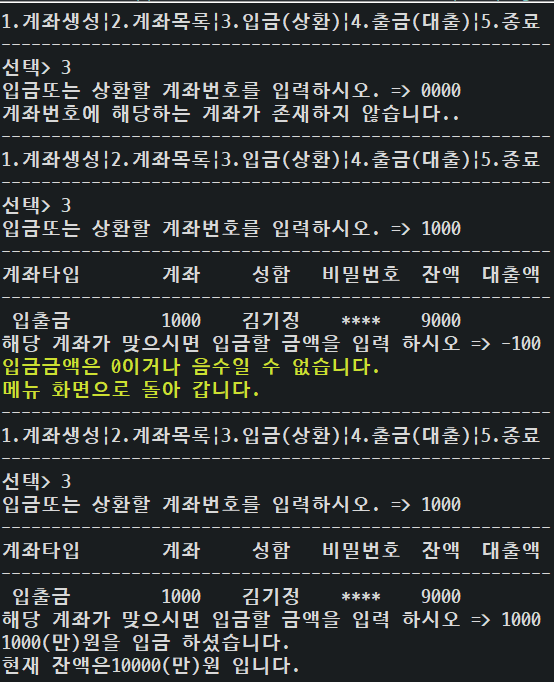 1.계좌생성¦2.계좌목록¦3.입금(상환)¦4.출금(대출)¦5.종료
-------------------------------------------------------
선택> 3
입금또는 상환할 계좌번호를 입력하시오. => 0000
계좌번호에 해당하는 계좌가 존재하지 않습니다..
-------------------------------------------------------
1.계좌생성¦2.계좌목록¦3.입금(상환)¦4.출금(대출)¦5.종료
-------------------------------------------------------
선택> 3
입금또는 상환할 계좌번호를 입력하시오. => 1000
-------------------------------------------------------
계좌타입 계좌 성함 비밀번호 잔액 대출액
-------------------------------------------------------
입출금 1000 김기정 **** 9000
해당 계좌가 맞으시면 입금할 금액을 입력 하시오 => -100
입금금액은 0이거나 음수일 수 없습니다.
메뉴 화면으로 돌아 갑니다.
-------------------------------------------------------
1.계좌생성¦2.계좌목록¦3.입금(상환)¦4.출금(대출)¦5.종료
-------------------------------------------------------
선택> 3
입금또는 상환할 계좌번호를 입력하시오. => 1000
-------------------------------------------------------
계좌타입 계좌 성함 비밀번호 잔액 대출액
-------------------------------------------------------
입출금 1000 김기정 **** 9000
해당 계좌가 맞으시면 입금할 금액을 입력 하시오 => 1000
1000(만)원을 입금 하셨습니다.
현재 잔액은10000(만)원 입니다.